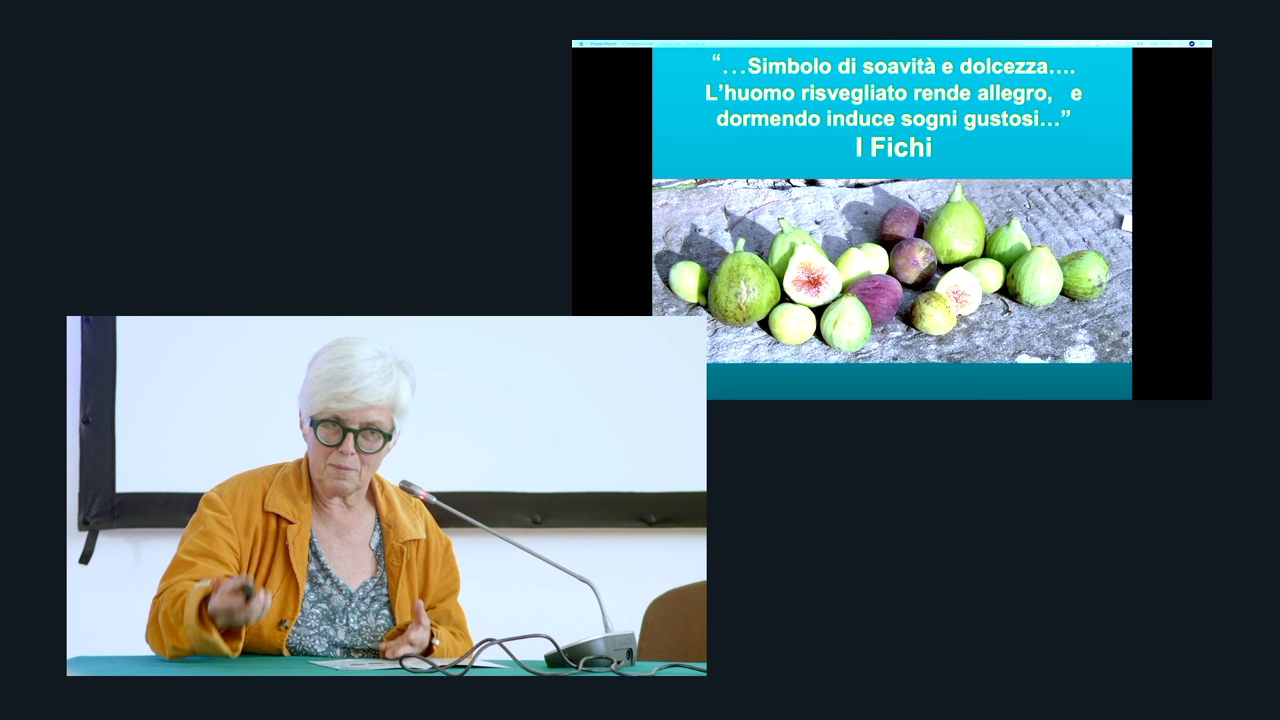 “…Simbolo di soavità e dolcezza….
L’huomo risvegliato rende allegro, e
dormendo induce sogni gustosi…”
I Fichi